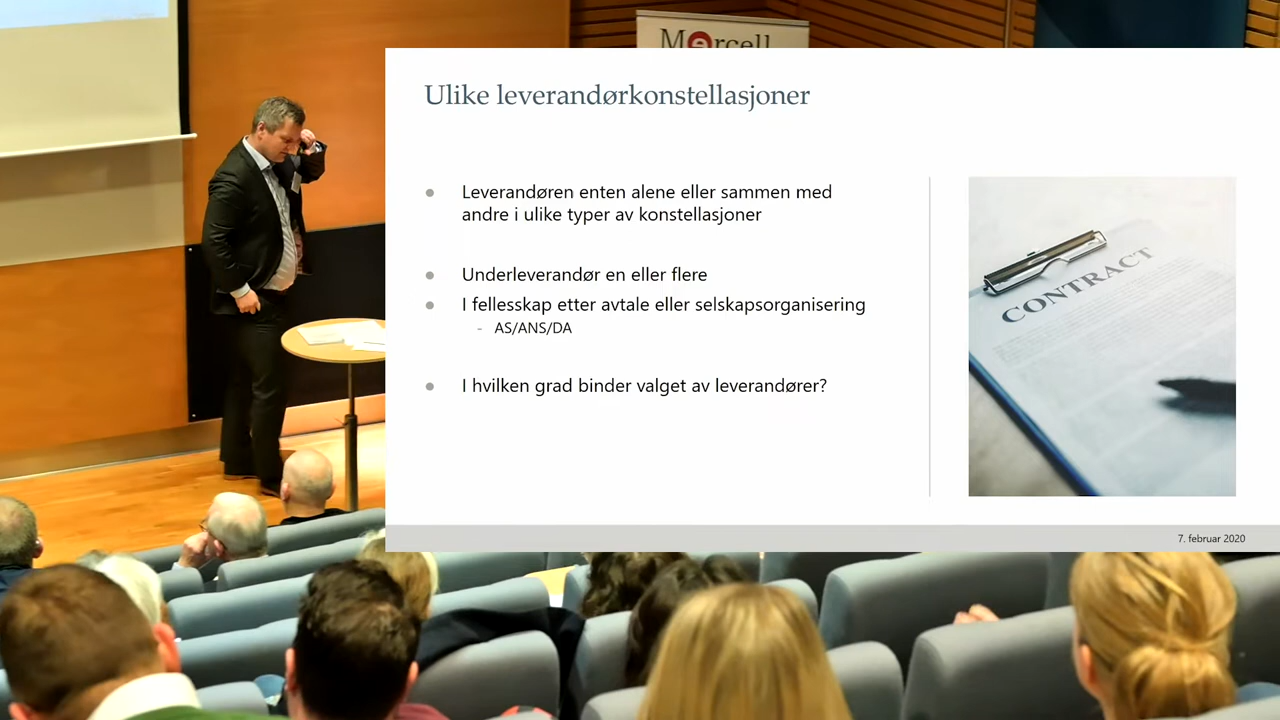 Mercell
Ulike leverandørkonstellasjoner
● Leverandøren enten alene eller sammen med
andre i ulike typer av konstellasjoner
● Underleverandør en eller flere
● I fellesskap etter avtale eller selskapsorganisering
- AS/ANS/DA
● I hvilken grad binder valget av leverandører?
CONTRACT
7. februar 2020